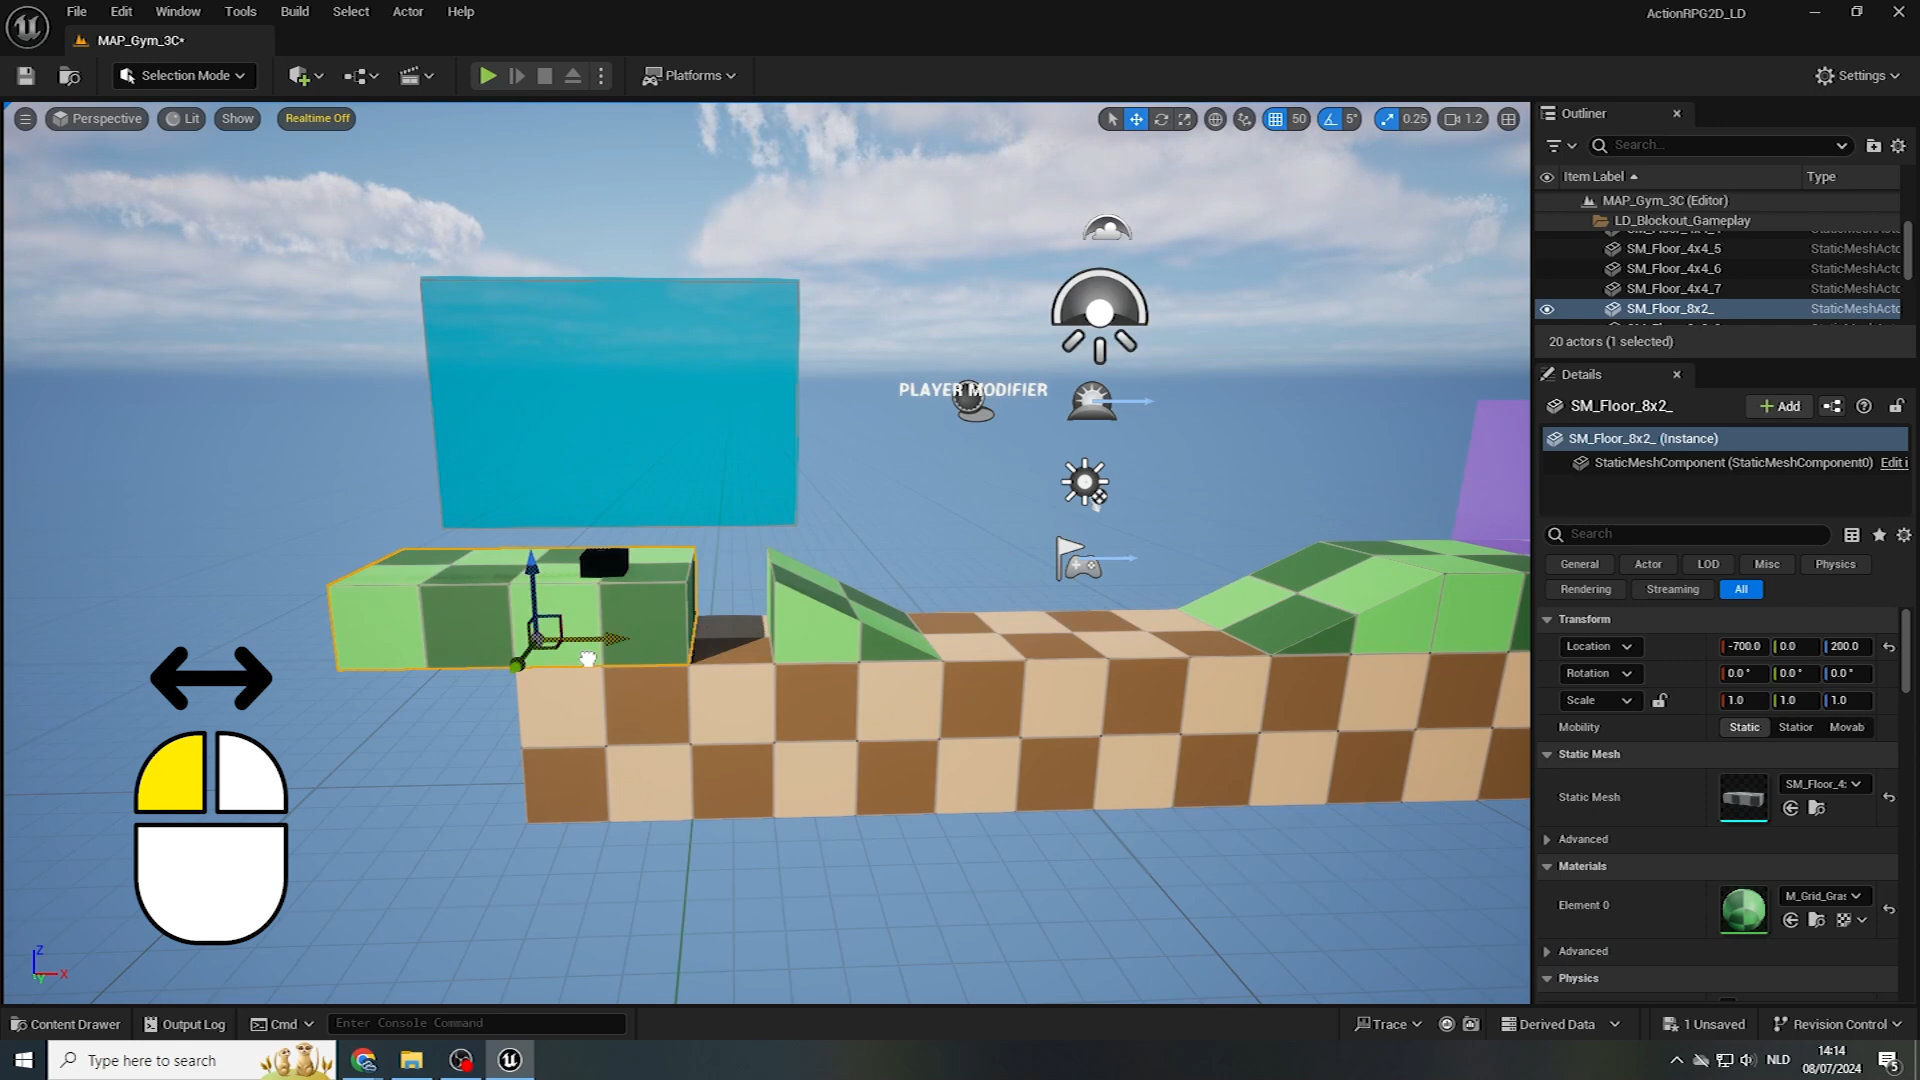 File Edit Window Tools Build Select Actor Help
ActionRPG2D_LD
MAP_Gym_3C*
Selection Mode
Platforms
Settings
Perspective Lit Show Realtime Off
50 5° 0.25 1.2
PLAYER MODIFIER
Z X
Outliner
Search...
Item Label Type
MAP_Gym_3C (Editor)
LD_Blockout_Gameplay
SM_Floor_4x4_5 StaticMeshActo
SM_Floor_4x4_6 StaticMeshActo
SM_Floor_4x4_7 StaticMeshActo
SM_Floor_8x2_ StaticMeshActo
20 actors (1 selected)
Details
SM_Floor_8x2_ Add
SM_Floor_8x2_ (Instance)
StaticMeshComponent (StaticMeshComponent0) Edit i
Search
General Actor LOD Misc Physics
Rendering Streaming All
Transform
Location -700.0 0.0 200.0
Rotation 0.0° 0.0° 0.0°
Scale 1.0 1.0 1.0
Mobility Static Station Movab
Static Mesh
Static Mesh SM_Floor_4
Advanced
Materials
Element 0 M_Grid_Gras
Advanced
Physics
Content Drawer Output Log Cmd Enter Console Command
Trace Derived Data 1 Unsaved Revision Control
Type here to search
NLD
14:14
08/07/2024
5